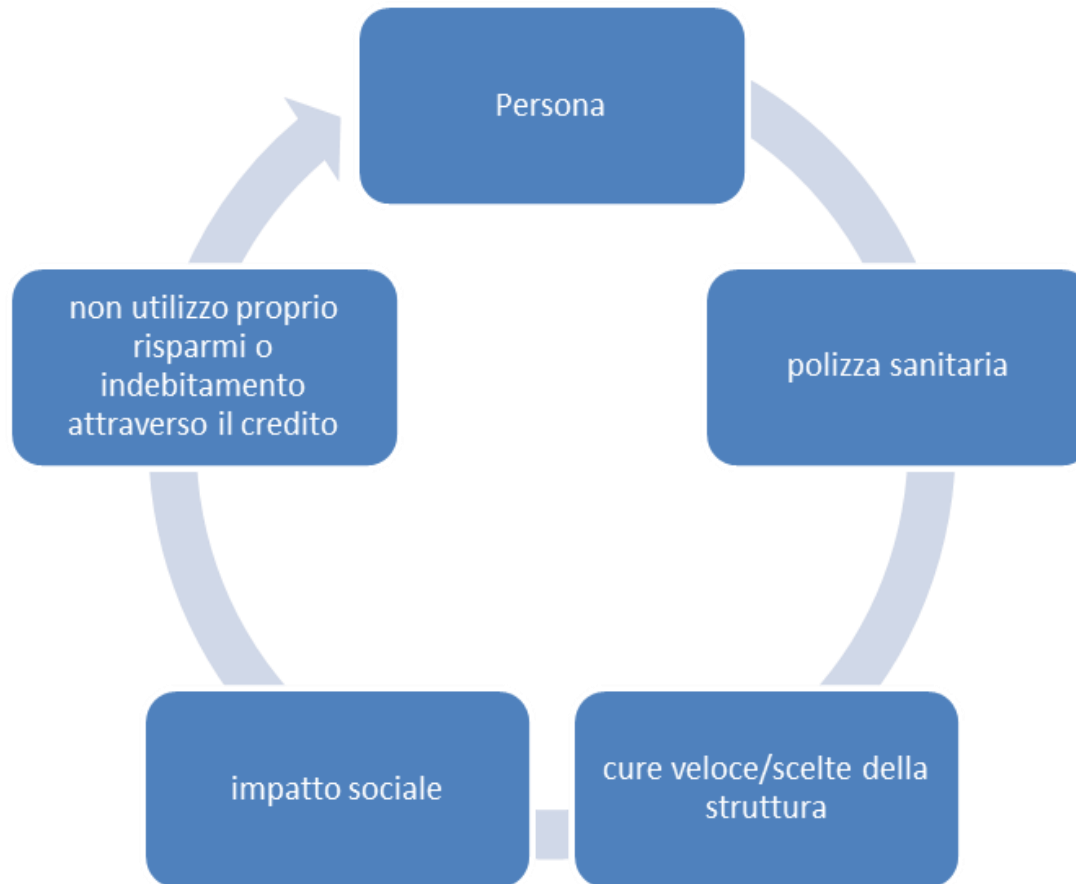 Persona
polizza sanitaria
cure veloce/scelte della
struttura
impatto sociale
non utilizzo proprio
risparmi o
indebitamento
attraverso il credito